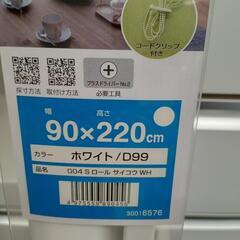 コードクリップ
付き
採寸方法
取付け方法
プラスドライバーNo.2
必要工具
幅 高さ
90×220cm
カラー ホワイト/D99
品名 004 S ロール サイコウ WH
30016576